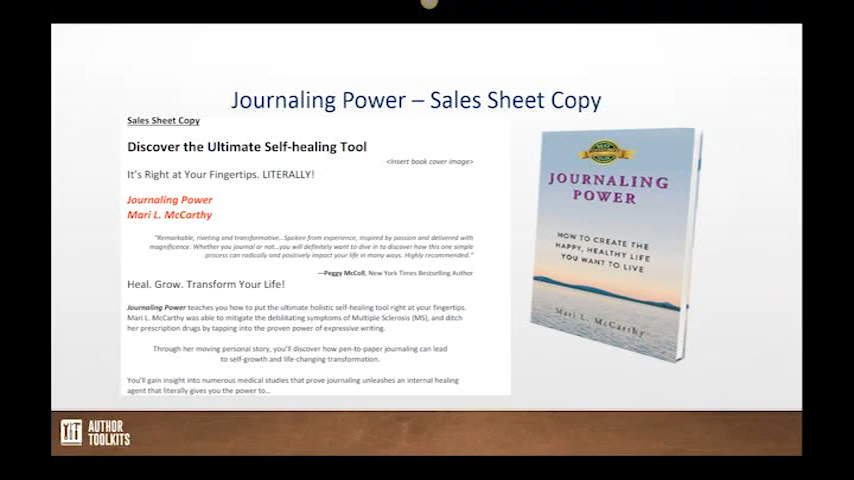 Journaling Power – Sales Sheet Copy
Sales Sheet Copy
Discover the Ultimate Self-healing Tool
<Insert book cover image>
It's Right at Your Fingertips. LITERALLY!
Journaling Power
Mari L. McCarthy
"Remarkable, riveting and transformative...Spoken from experience, inspired by passion and delivered with
magnificence. Whether you journal or not...you will definitely want to dive in to discover how this one simple
process can radically and positively impact your life in many ways. Highly recommended."
—Peggy McColl, New York Times Bestselling Author
Heal. Grow. Transform Your Life!
Journaling Power teaches you how to put the ultimate holistic self-healing tool right at your fingertips.
Mari L. McCarthy was able to mitigate the debilitating symptoms of Multiple Sclerosis (MS), and ditch
her prescription drugs by tapping into the proven power of expressive writing.
Through her moving personal story, you'll discover how pen-to-paper journaling can lead
to self-growth and life-changing transformation.
You'll gain insight into numerous medical studies that prove journaling unleashes an internal healing
agent that literally gives you the power to...
JOURNALING
POWER
HOW TO CREATE THE
HAPPY, HEALTHY LIFE
YOU WANT TO LIVE
Mari L. McCarthy
AUTHOR
TOOLKITS